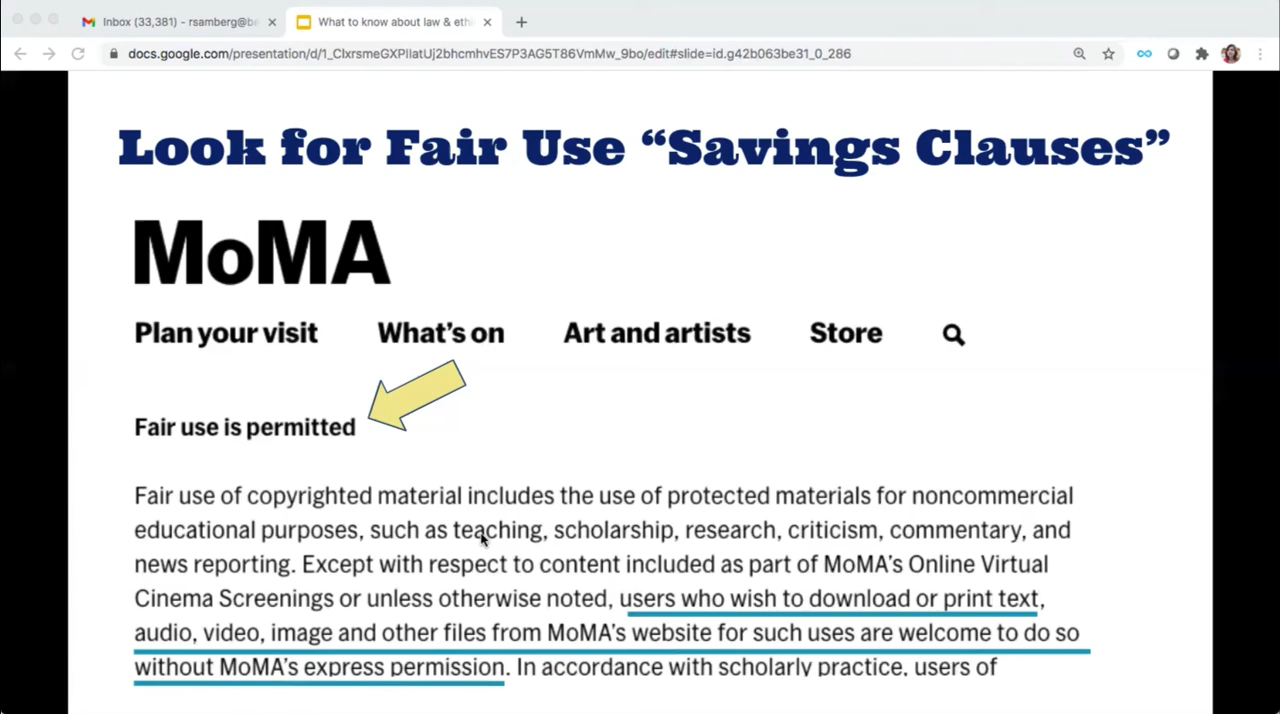 Inbox (33,381) - rsamberg@be
What to know about law & ethi
docs.google.com/presentation/d/1_ClxrsmeGXPIlatUj2bhcmhvES7P3AG5T86VmMw_9bo/edit#slide=id.g42b063be31_0_286
Look for Fair Use “Savings Clauses”
MoMA
Plan your visit What’s on Art and artists Store
Fair use is permitted
Fair use of copyrighted material includes the use of protected materials for noncommercial
educational purposes, such as teaching, scholarship, research, criticism, commentary, and
news reporting. Except with respect to content included as part of MoMA’s Online Virtual
Cinema Screenings or unless otherwise noted, users who wish to download or print text,
audio, video, image and other files from MoMA’s website for such uses are welcome to do so
without MoMA’s express permission. In accordance with scholarly practice, users of